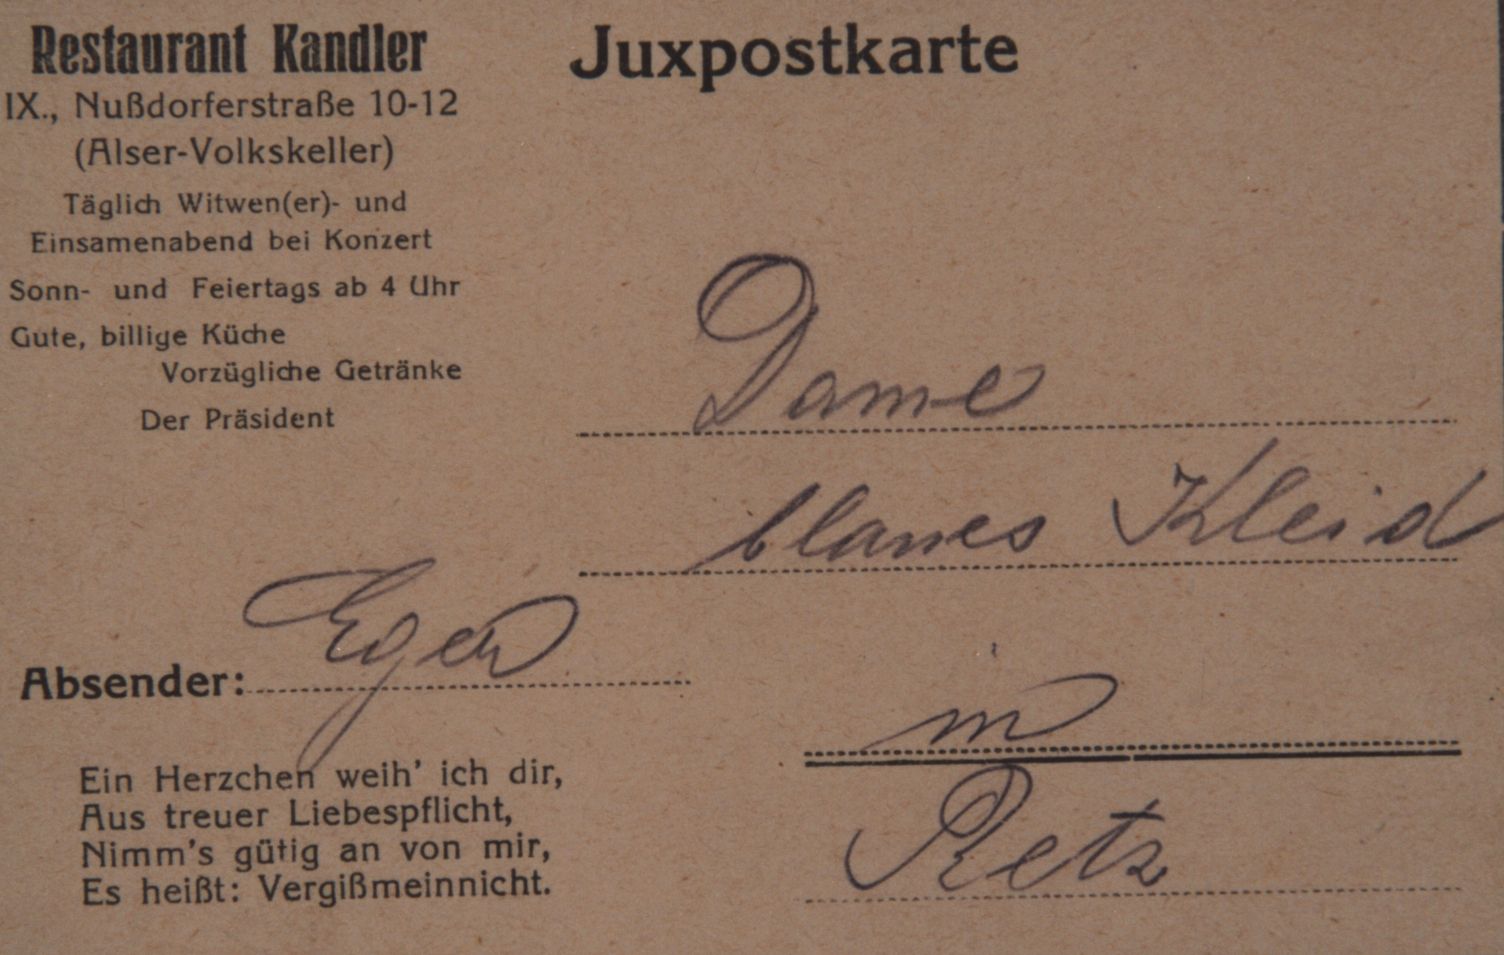 Restaurant Kandler
IX., Nußdorferstraße 10-12
(Alser-Volkskeller)
Täglich Witwen(er)- und
Einsamenabend bei Konzert
Sonn- und Feiertags ab 4 Uhr
Gute, billige Küche
Vorzügliche Getränke
Der Präsident
Juxpostkarte
Dame
blaues Kleid
in
Retz
Absender: Eger
Ein Herzchen weih' ich dir,
Aus treuer Liebespflicht,
Nimm's gütig an von mir,
Es heißt: Vergißmeinnicht.